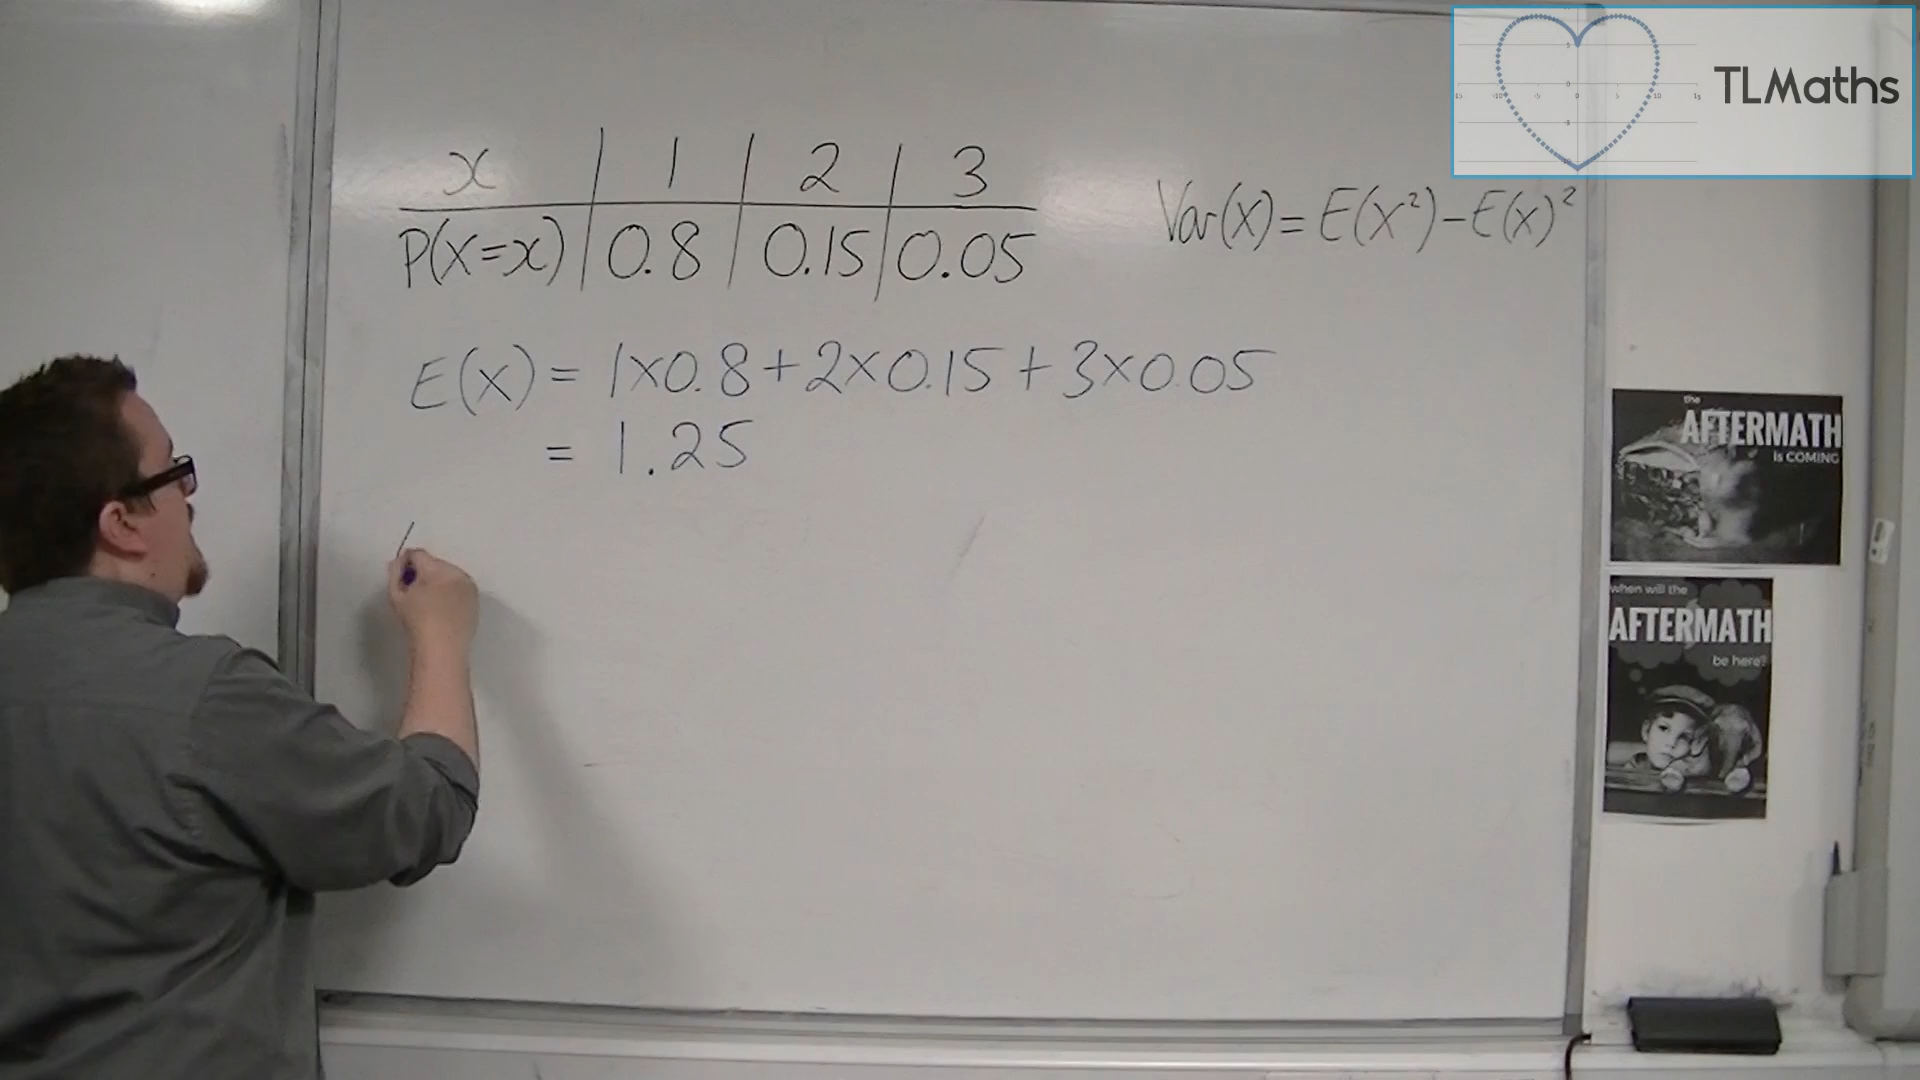 TLMaths
x | 1 | 2 | 3
P(X=x) | 0.8 | 0.15 | 0.05
Var(X) = E(X²) - E(X)²
E(X) = 1×0.8 + 2×0.15 + 3×0.05
= 1.25
the
AFTERMATH
is COMING
when will the
AFTERMATH
be here?